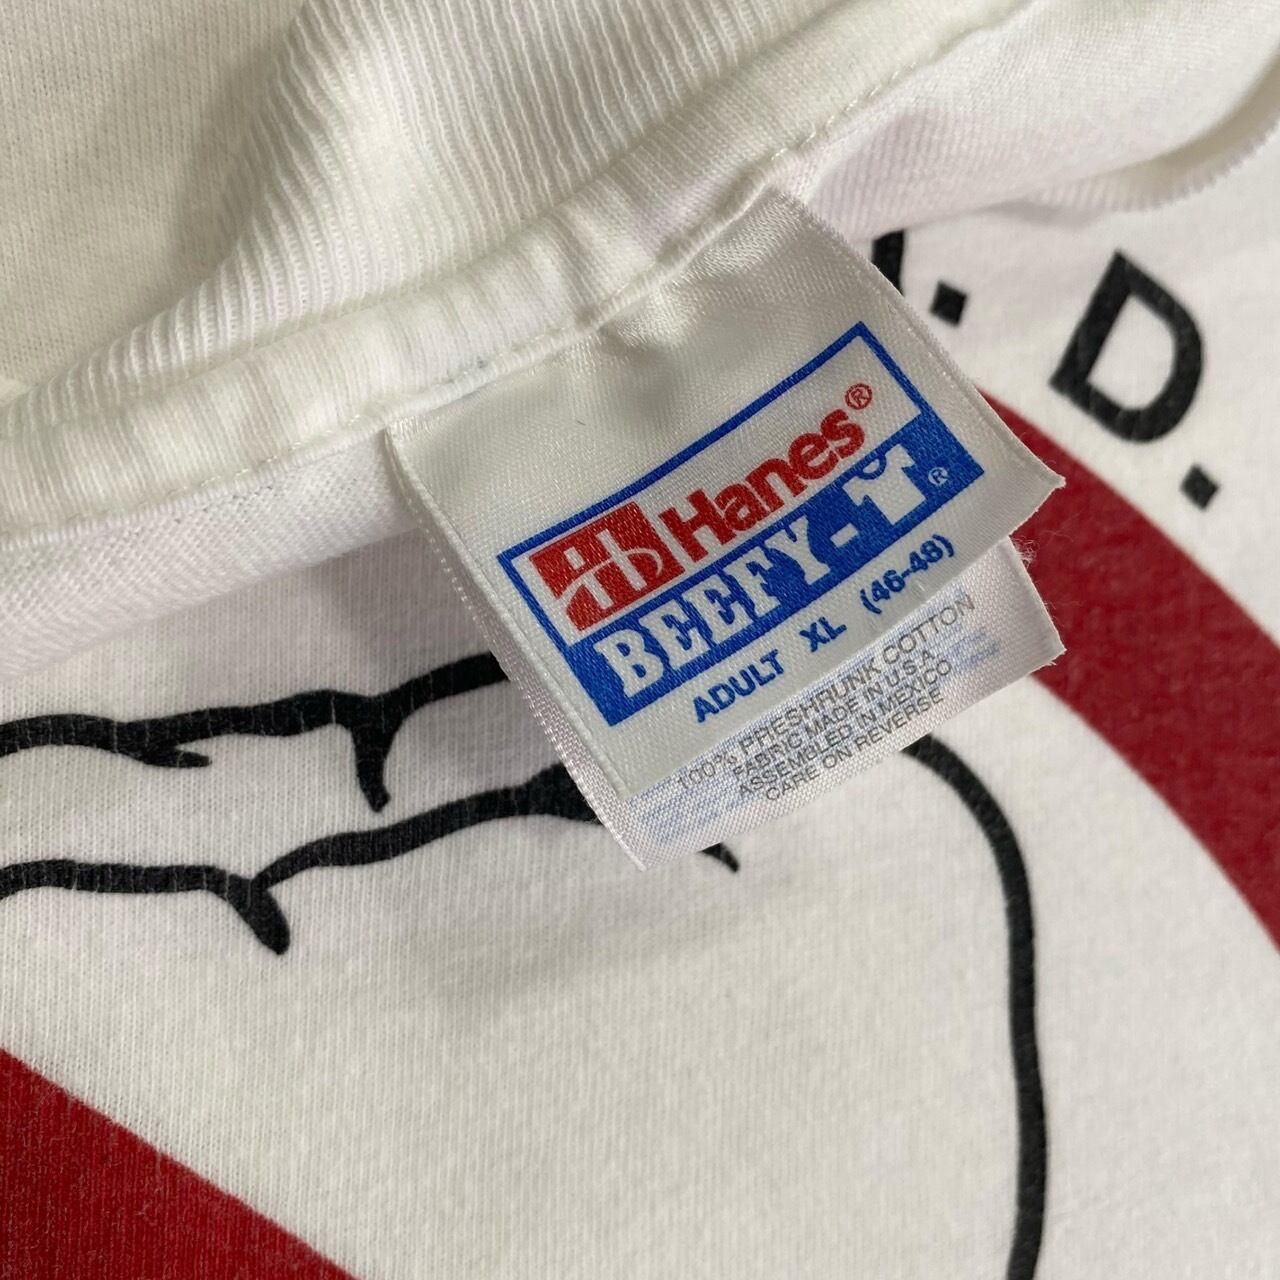 . D.
Hanes®
BEEFY-T®
ADULT XL (46-48)
100% PRESHRUNK COTTON
FABRIC MADE IN U.S.A.
ASSEMBLED IN MEXICO
CARE ON REVERSE